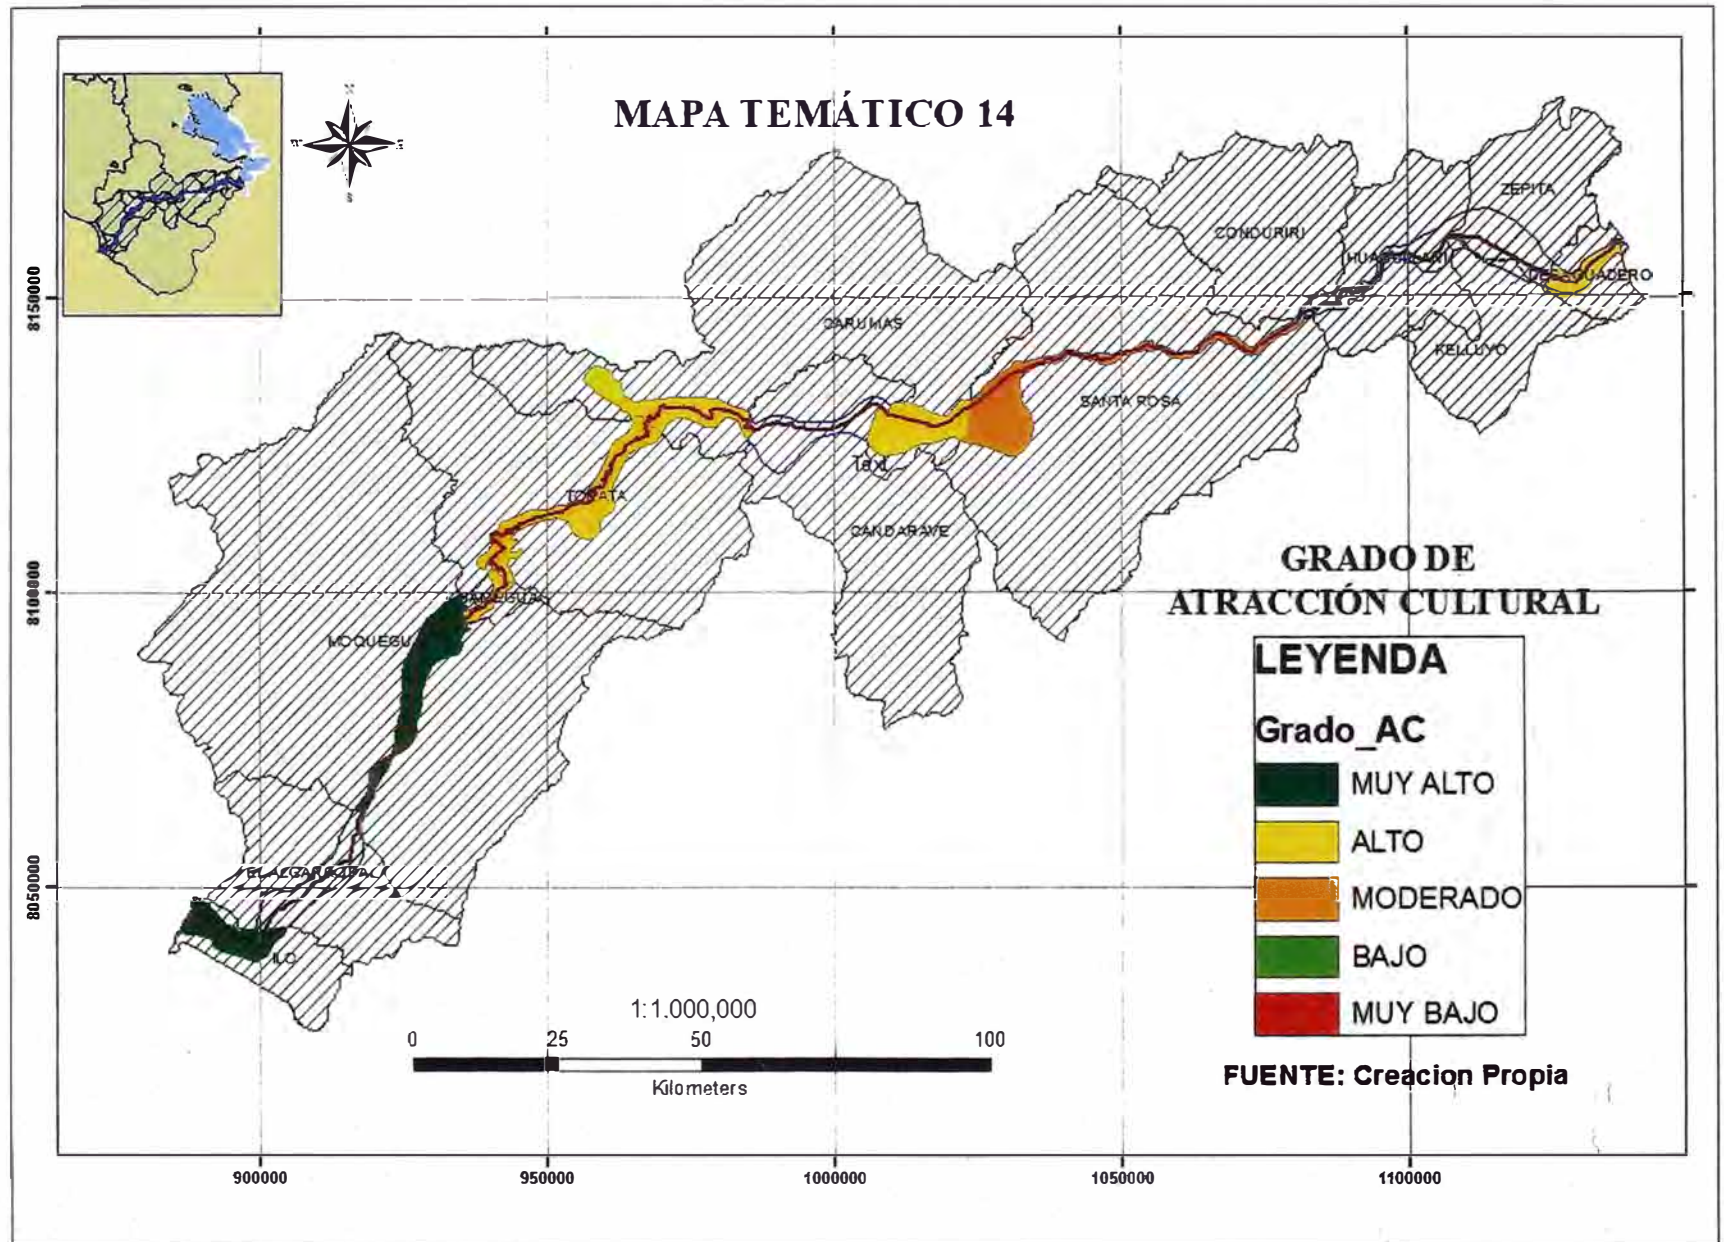 MAPA TEMÁTICO 14
N
S
ZEPITA
CONDURIRI
DESAGUADERO
CARUMAS
KELLUYO
SANTA ROSA
Text
CANDARAVE
MOQUEGU
ILO
8150000
8100000
8050000
GRADO DE
ATRACCIÓN CULTURAL
LEYENDA
Grado_AC
MUY ALTO
ALTO
MODERADO
BAJO
MUY BAJO
1:1.000,000
0 25 50 100
Kilometers
FUENTE: Creacion Propia
900000 950000 1000000 1050000 1100000